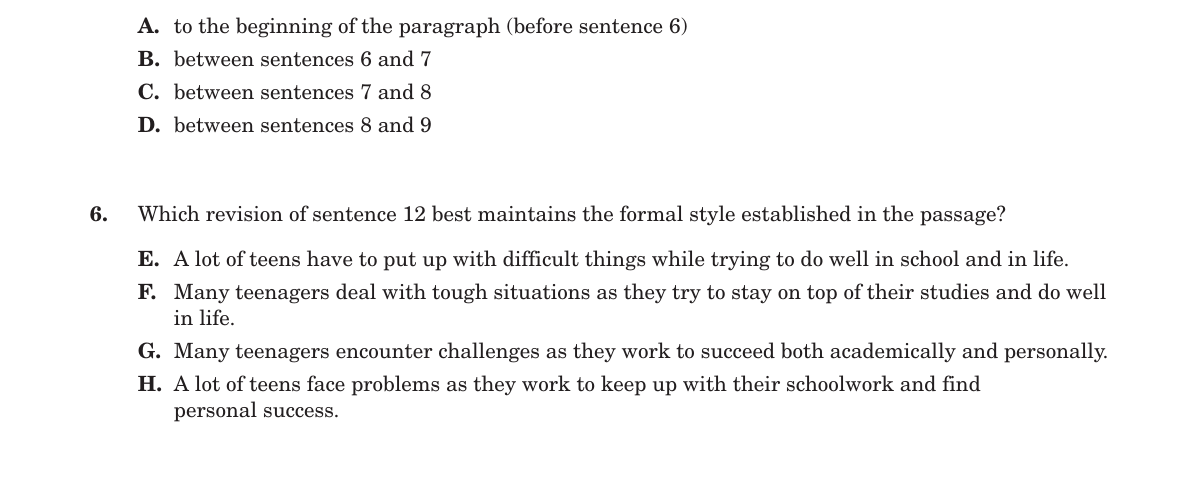 A. to the beginning of the paragraph (before sentence 6)
B. between sentences 6 and 7
C. between sentences 7 and 8
D. between sentences 8 and 9
6. Which revision of sentence 12 best maintains the formal style established in the passage?
E. A lot of teens have to put up with difficult things while trying to do well in school and in life.
F. Many teenagers deal with tough situations as they try to stay on top of their studies and do well
in life.
G. Many teenagers encounter challenges as they work to succeed both academically and personally.
H. A lot of teens face problems as they work to keep up with their schoolwork and find
personal success.